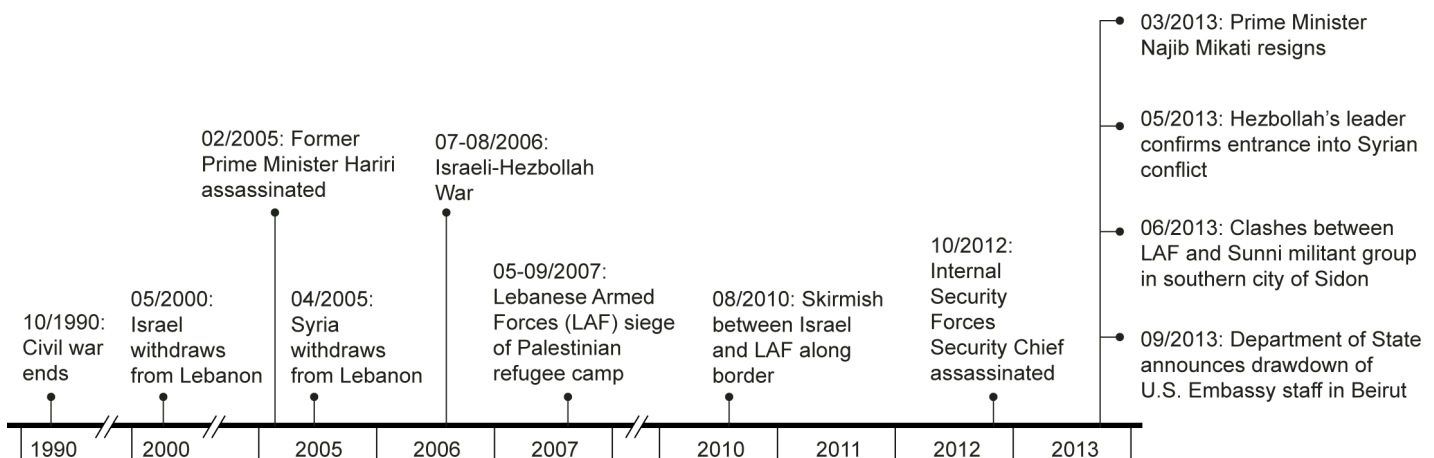 10/1990:
Civil war
ends
05/2000:
Israel
withdraws
from Lebanon
02/2005: Former
Prime Minister Hariri
assassinated
04/2005:
Syria
withdraws
from Lebanon
07-08/2006:
Israeli-Hezbollah
War
05-09/2007:
Lebanese Armed
Forces (LAF) siege
of Palestinian
refugee camp
08/2010: Skirmish
between Israel
and LAF along
border
10/2012:
Internal
Security
Forces
Security Chief
assassinated
03/2013: Prime Minister
Najib Mikati resigns
05/2013: Hezbollah’s leader
confirms entrance into Syrian
conflict
06/2013: Clashes between
LAF and Sunni militant group
in southern city of Sidon
09/2013: Department of State
announces drawdown of
U.S. Embassy staff in Beirut
1990 2000 2005 2006 2007 2010 2011 2012 2013